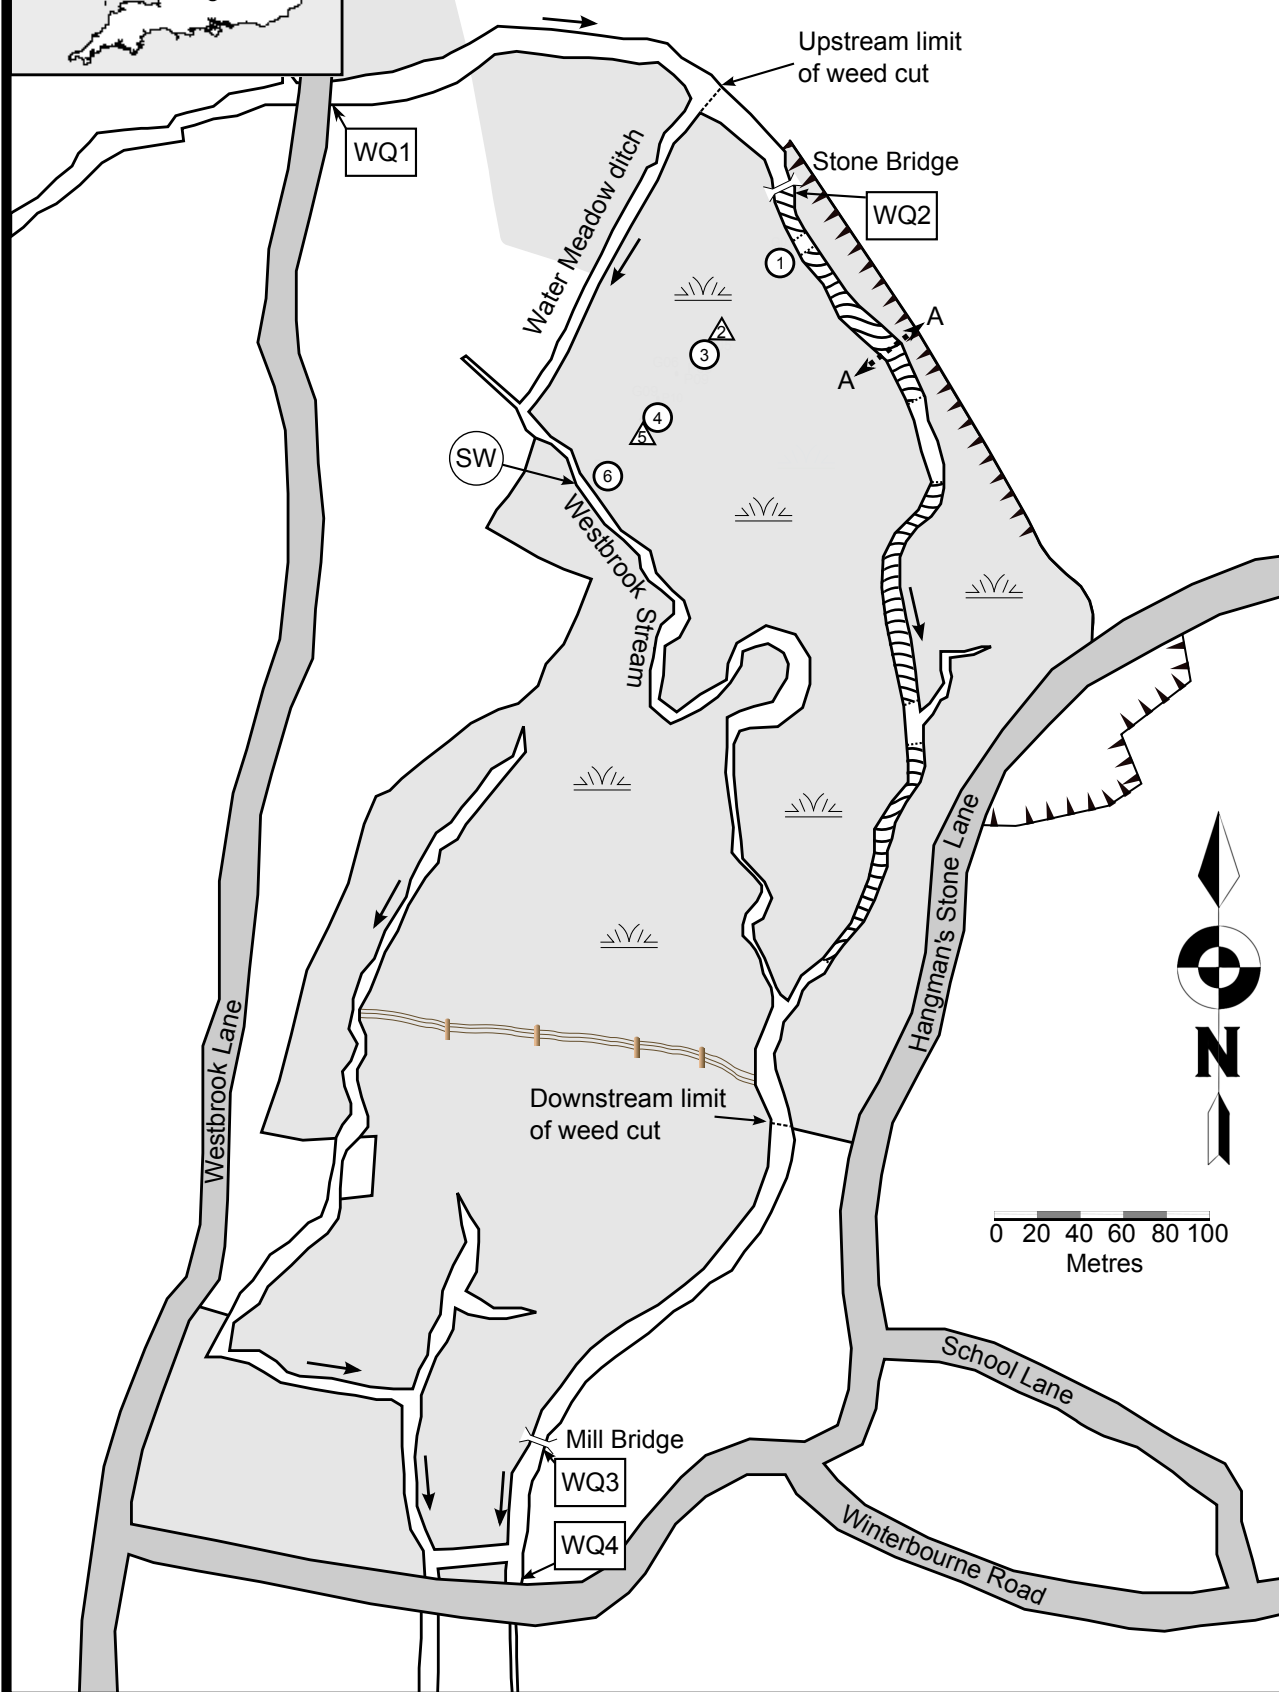 Upstream limit
of weed cut
WQ1
Stone Bridge
WQ2
Water Meadow ditch
1
A
2
3
A
4
5
SW
6
Westbrook Stream
Hangman's Stone Lane
N
Westbrook Lane
Downstream limit
of weed cut
0 20 40 60 80 100
Metres
School Lane
Mill Bridge
WQ3
WQ4
Winterbourne Road